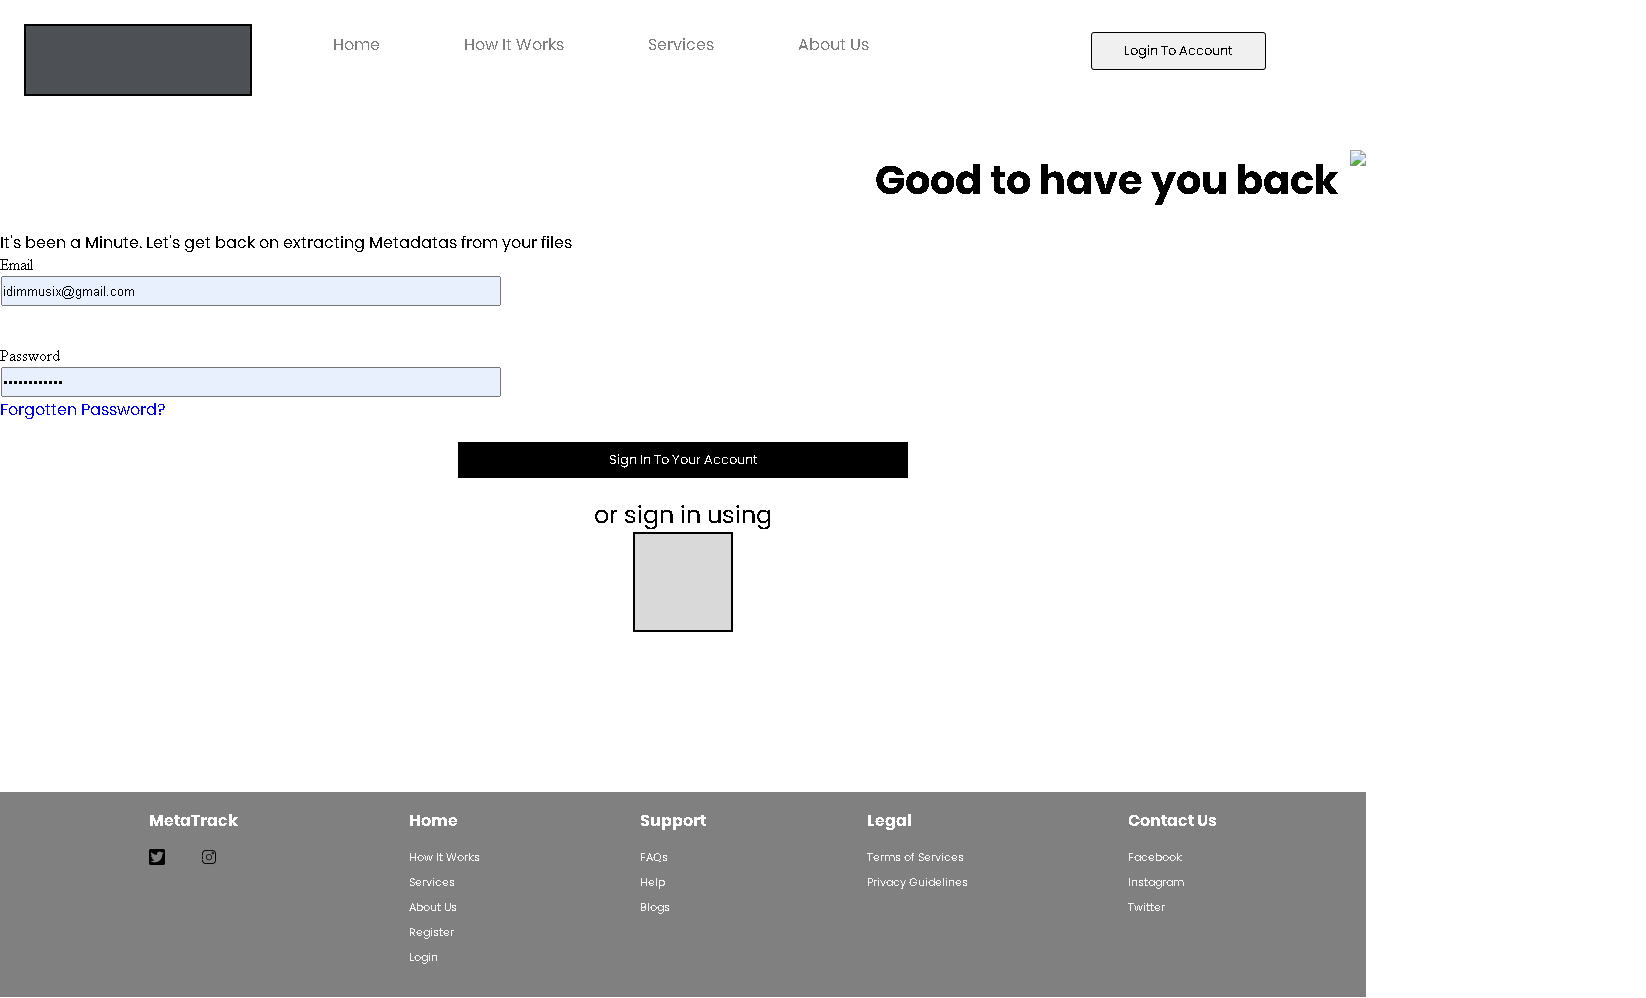 Home How It Works Services About Us Login To Account
Good to have you back
It's been a Minute. Let's get back on extracting Metadatas from your files
Email
idimmusix@gmail.com
Password
••••••••••••
Forgotten Password?
Sign In To Your Account
or sign in using
MetaTrack
Home
How It Works
Services
About Us
Register
Login
Support
FAQs
Help
Blogs
Legal
Terms of Services
Privacy Guidelines
Contact Us
Facebook
Instagram
Twitter